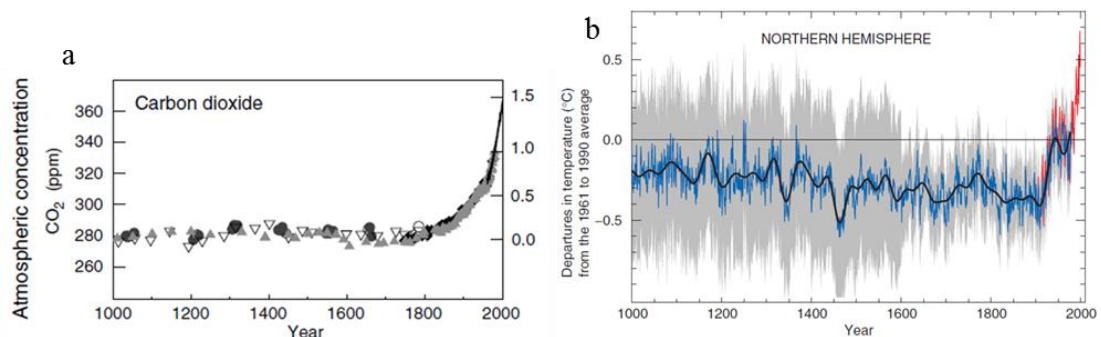 a
Carbon dioxide
Atmospheric concentration
CO₂ (ppm)
360
340
320
300
280
260
1.5
1.0
0.5
0.0
1000
1200
1400
1600
1800
2000
Year
b
NORTHERN HEMISPHERE
Departures in temperature (°C)
from the 1961 to 1990 average
0.5
0.0
−0.5
1000
1200
1400
1600
1800
2000
Year